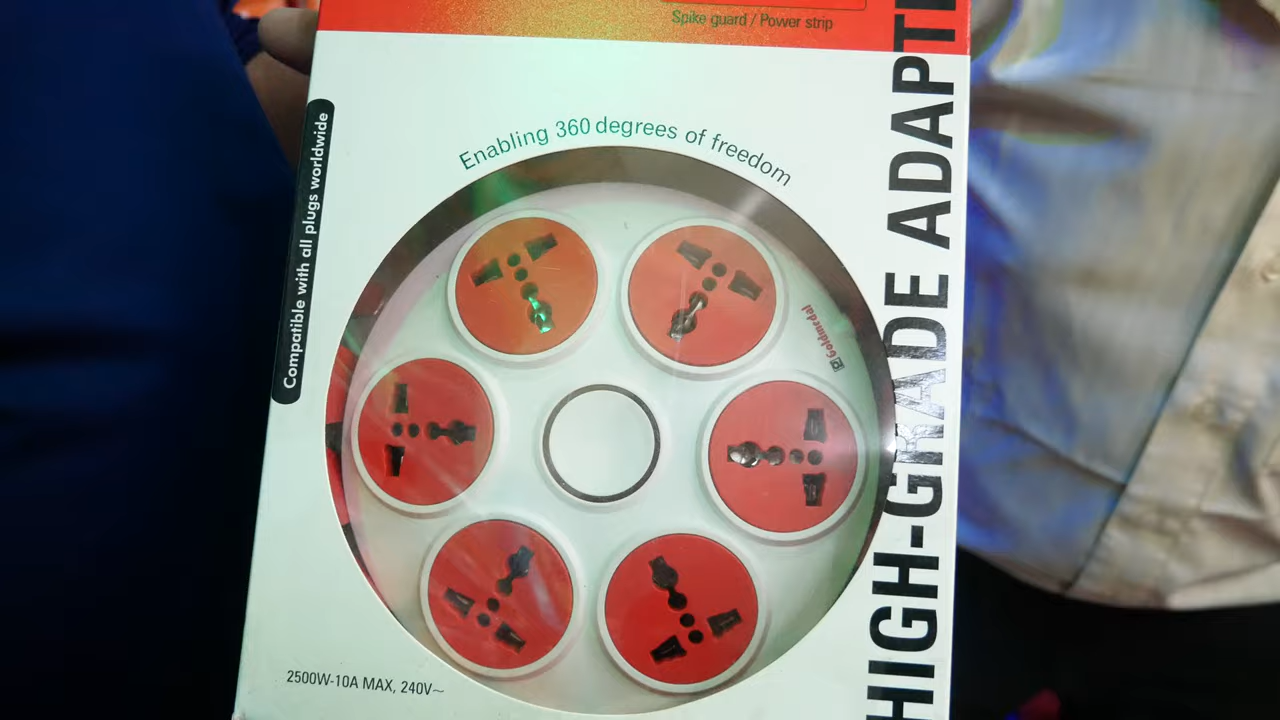 Spike guard / Power strip
Compatible with all plugs worldwide
Enabling 360 degrees of freedom
Goldmedal
HIGH-GRADE
2500W-10A MAX, 240V~